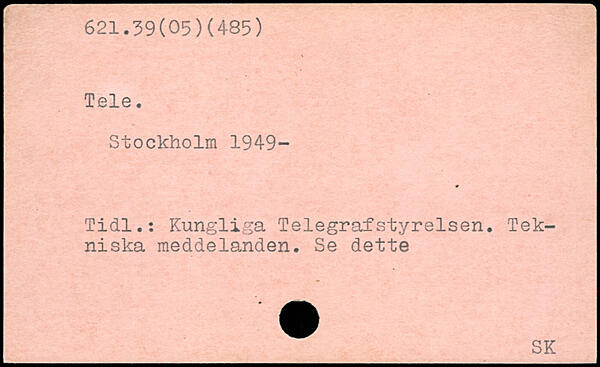 621.39(05)(485)
Tele.
Stockholm 1949-
Tidl.: Kungliga Telegrafstyrelsen. Tek-
niska meddelanden. Se dette
SK